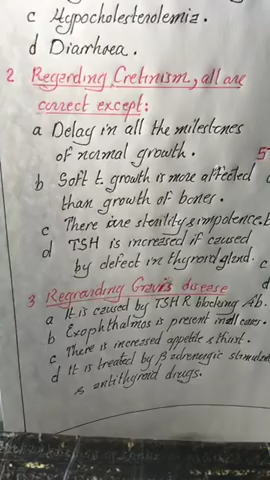 c Hypocholesterolemia.
d Diarrhoea.
2 Regarding Cretinism, all are
correct except:
a Delay in all the milestones
of normal growth.
b Soft t. growth is more affected
than growth of bones.
c There are sterility & impotence.
d TSH is increased if caused
by defect in thyroid gland.
3 Regrarding Graves disease
a It is caused by TSH R blocking Ab.
b Exophthalmos is present in all cases.
c There is increased appetite & thirst.
d It is treated by β adrenergic
& antithyroid drugs.
5
c
d